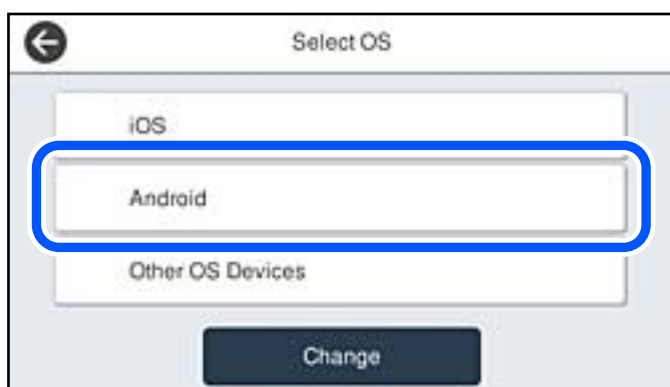 Select OS
iOS
Android
Other OS Devices
Change